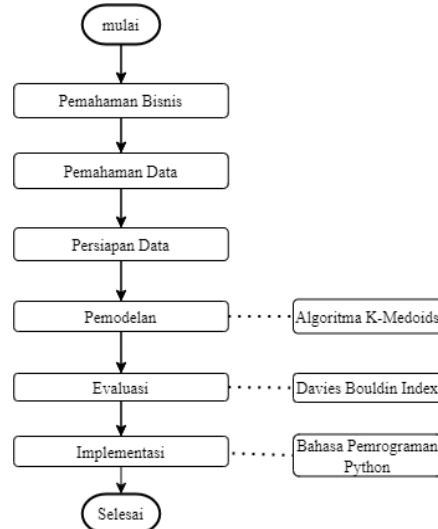 mulai
Pemahaman Bisnis
Pemahaman Data
Persiapan Data
Pemodelan
Algoritma K-Medoids
Evaluasi
Davies Bouldin Index
Implementasi
Bahasa Pemrograman
Python
Selesai